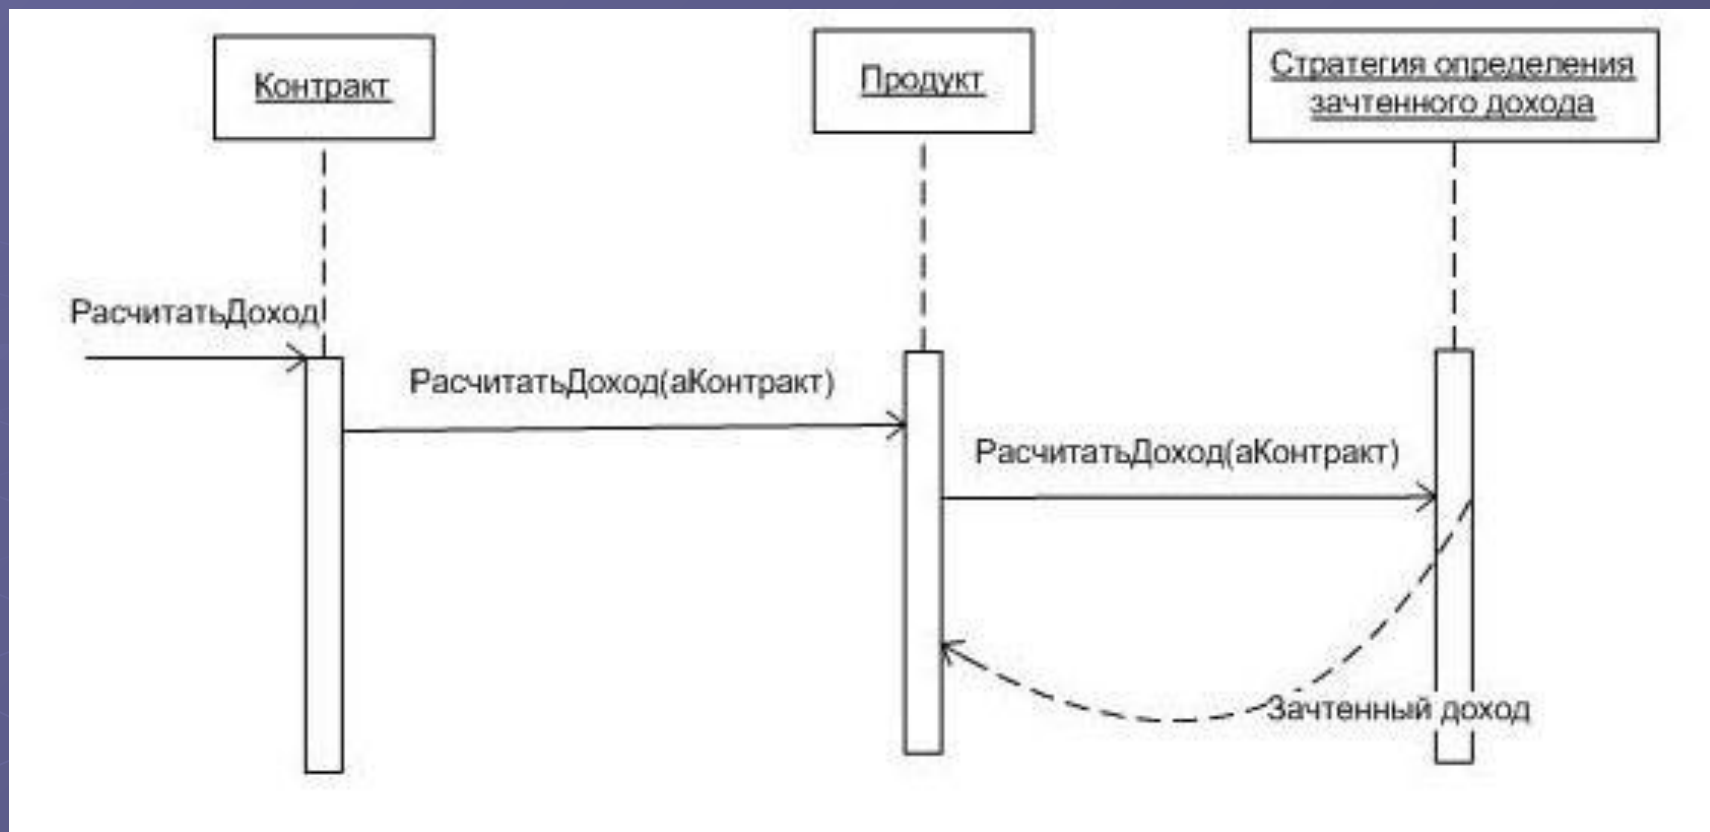 Контракт
Продукт
Стратегия определения
зачтенного дохода
РасчитатьДоход
РасчитатьДоход(аКонтракт)
РасчитатьДоход(аКонтракт)
Зачтенный доход